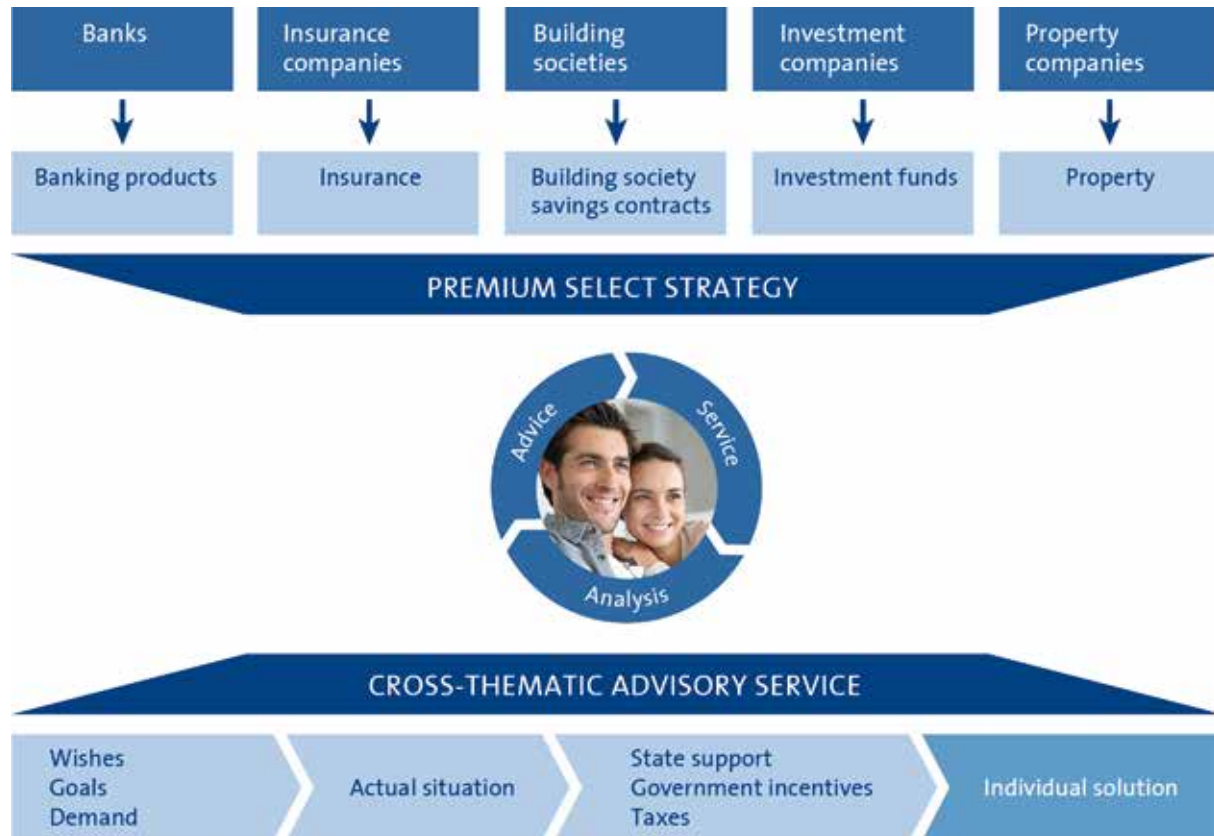 Banks
Insurance
companies
Building
societies
Investment
companies
Property
companies
Banking products
Insurance
Building society
savings contracts
Investment funds
Property
PREMIUM SELECT STRATEGY
Advice
Service
Analysis
CROSS-THEMATIC ADVISORY SERVICE
Wishes
Goals
Demand
Actual situation
State support
Government incentives
Taxes
Individual solution